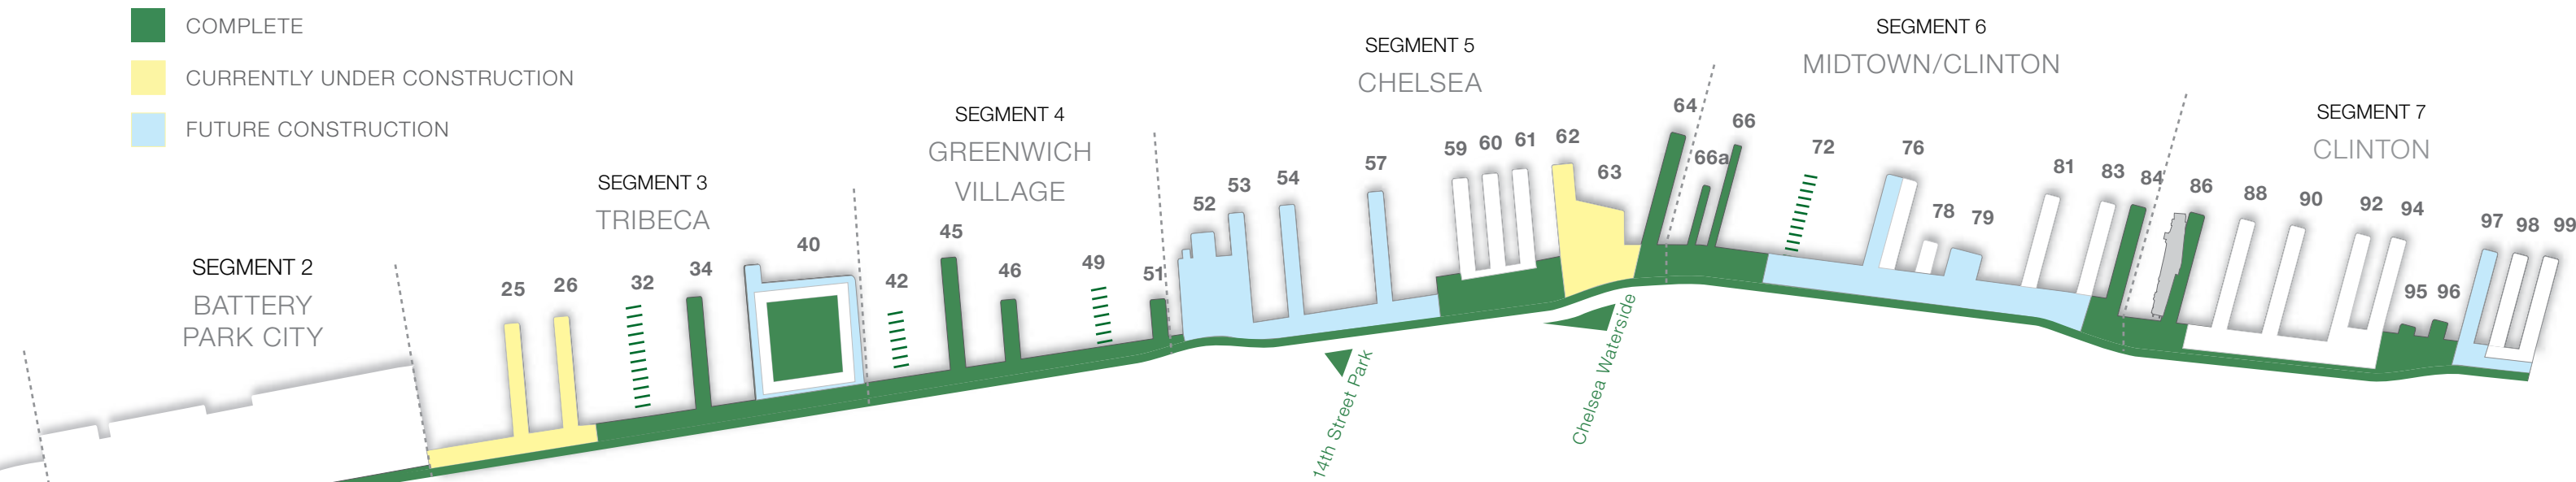 COMPLETE
CURRENTLY UNDER CONSTRUCTION
FUTURE CONSTRUCTION
SEGMENT 2
BATTERY
PARK CITY
SEGMENT 3
TRIBECA
25
26
32
34
40
SEGMENT 4
GREENWICH
VILLAGE
42
45
46
49
51
SEGMENT 5
CHELSEA
52
53
54
57
59
60
61
62
63
64
14th Street Park
Chelsea Waterside
SEGMENT 6
MIDTOWN/CLINTON
66a
66
72
76
78
79
81
83
84
SEGMENT 7
CLINTON
86
88
90
92
94
95
96
97
98
99